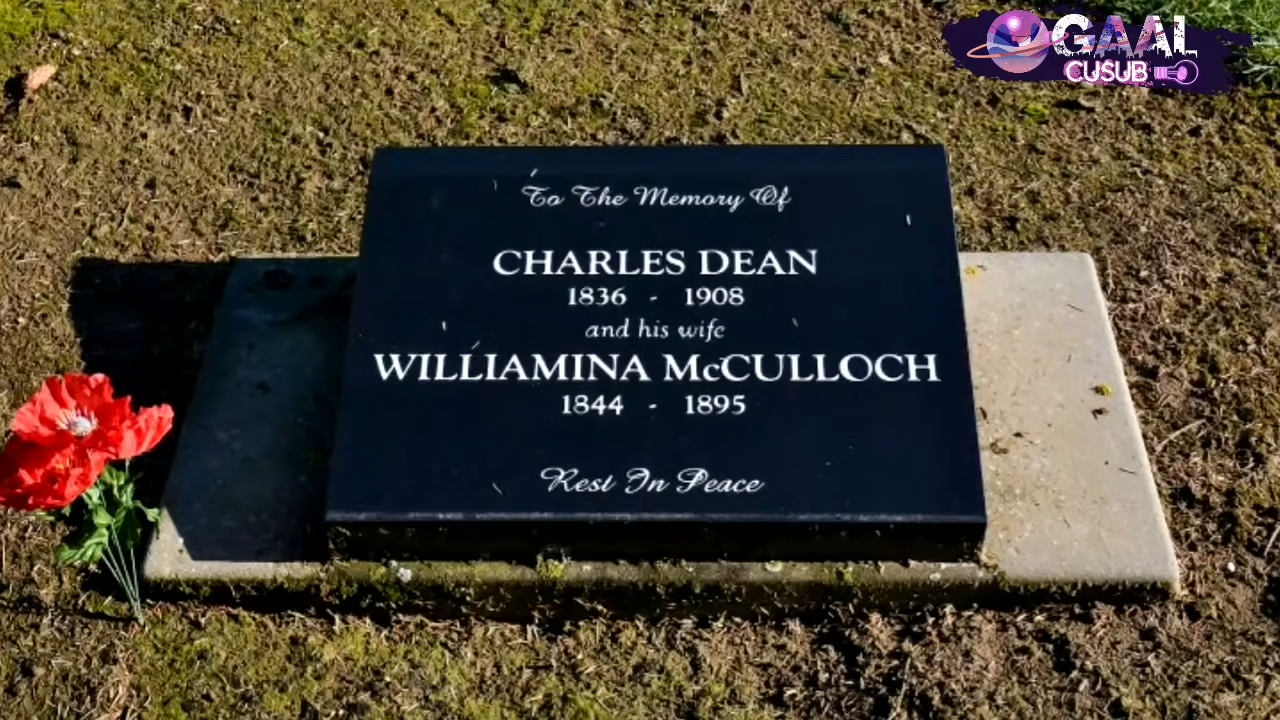 GAAL
CUSUB
To The Memory Of
CHARLES DEAN
1836 - 1908
and his wife
WILLIAMINA McCULLOCH
1844 - 1895
Rest In Peace